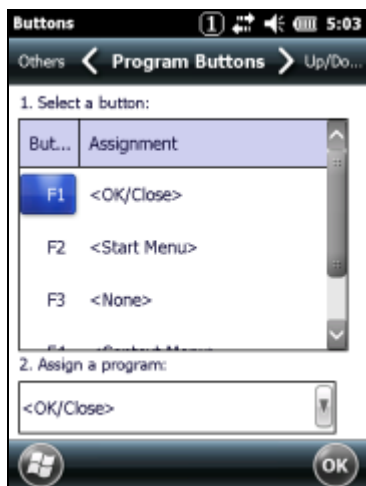 Buttons 1 5:03
Others Program Buttons Up/Do...
1. Select a button:
But... Assignment
F1 <OK/Close>
F2 <Start Menu>
F3 <None>
2. Assign a program:
<OK/Close>
OK